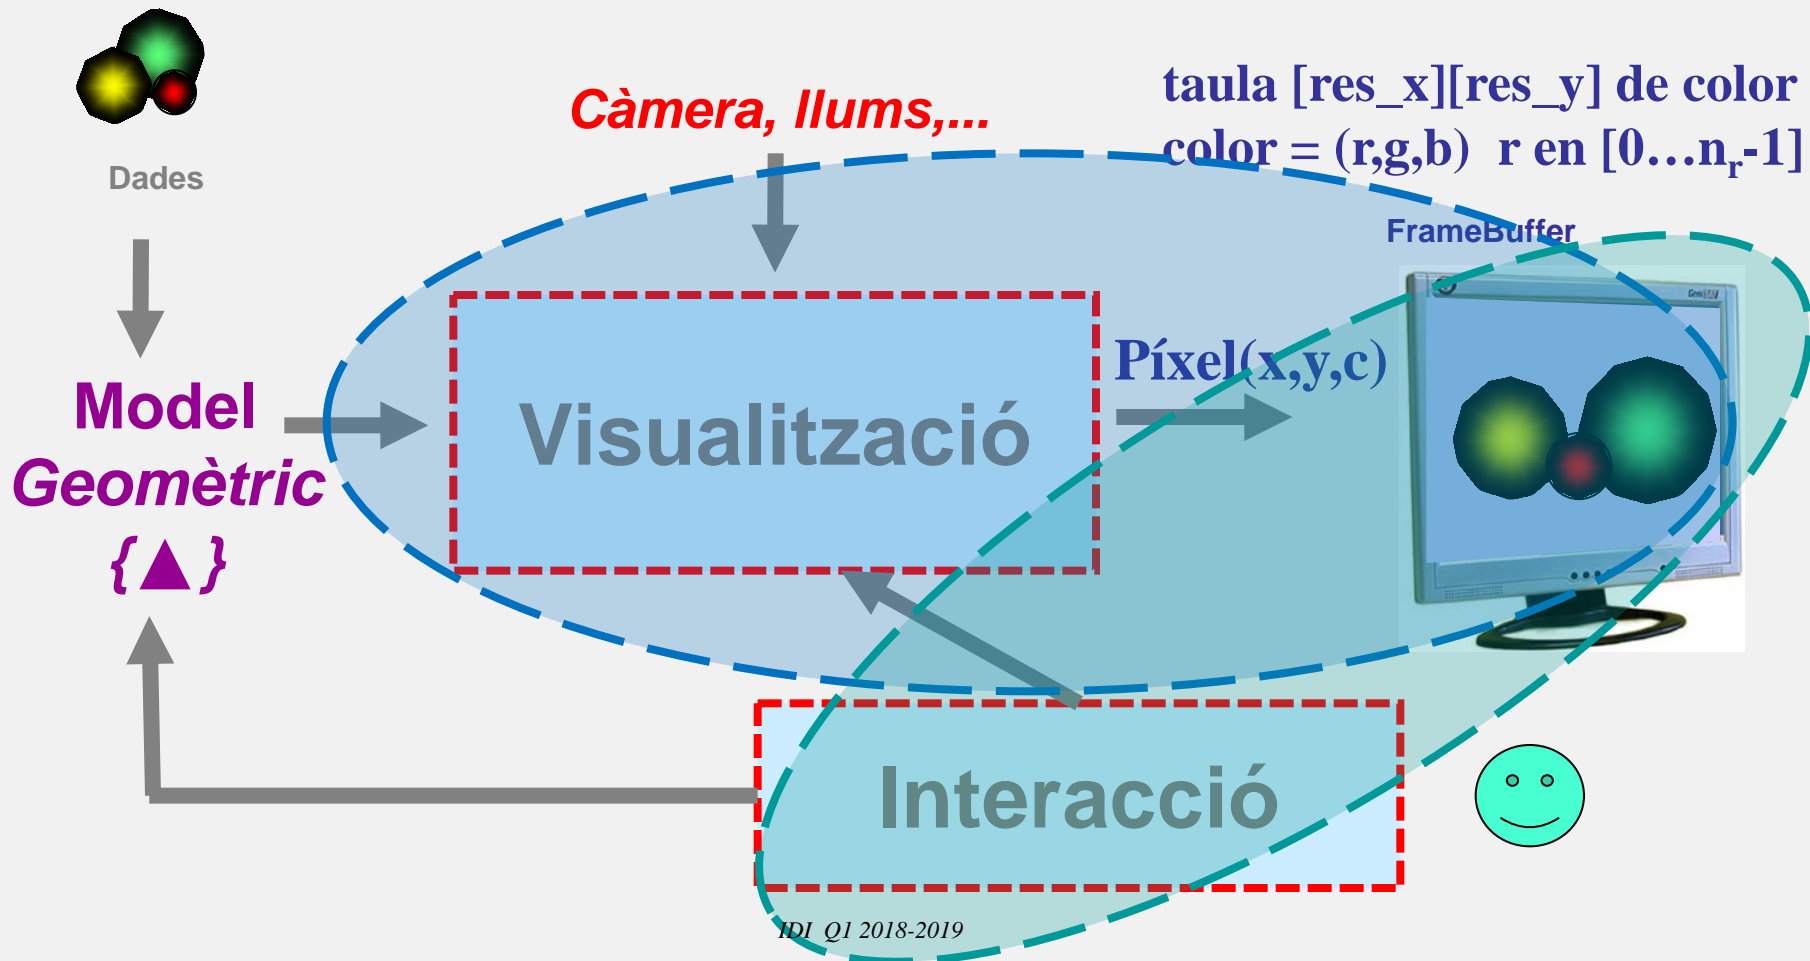 taula [res_x][res_y] de color
color = (r,g,b) r en [0…nr-1]
Càmera, llums,...
Dades
FrameBuffer
Píxel(x,y,c)
Model
Geomètric
{▲}
Visualització
Interacció
IDI Q1 2018-2019